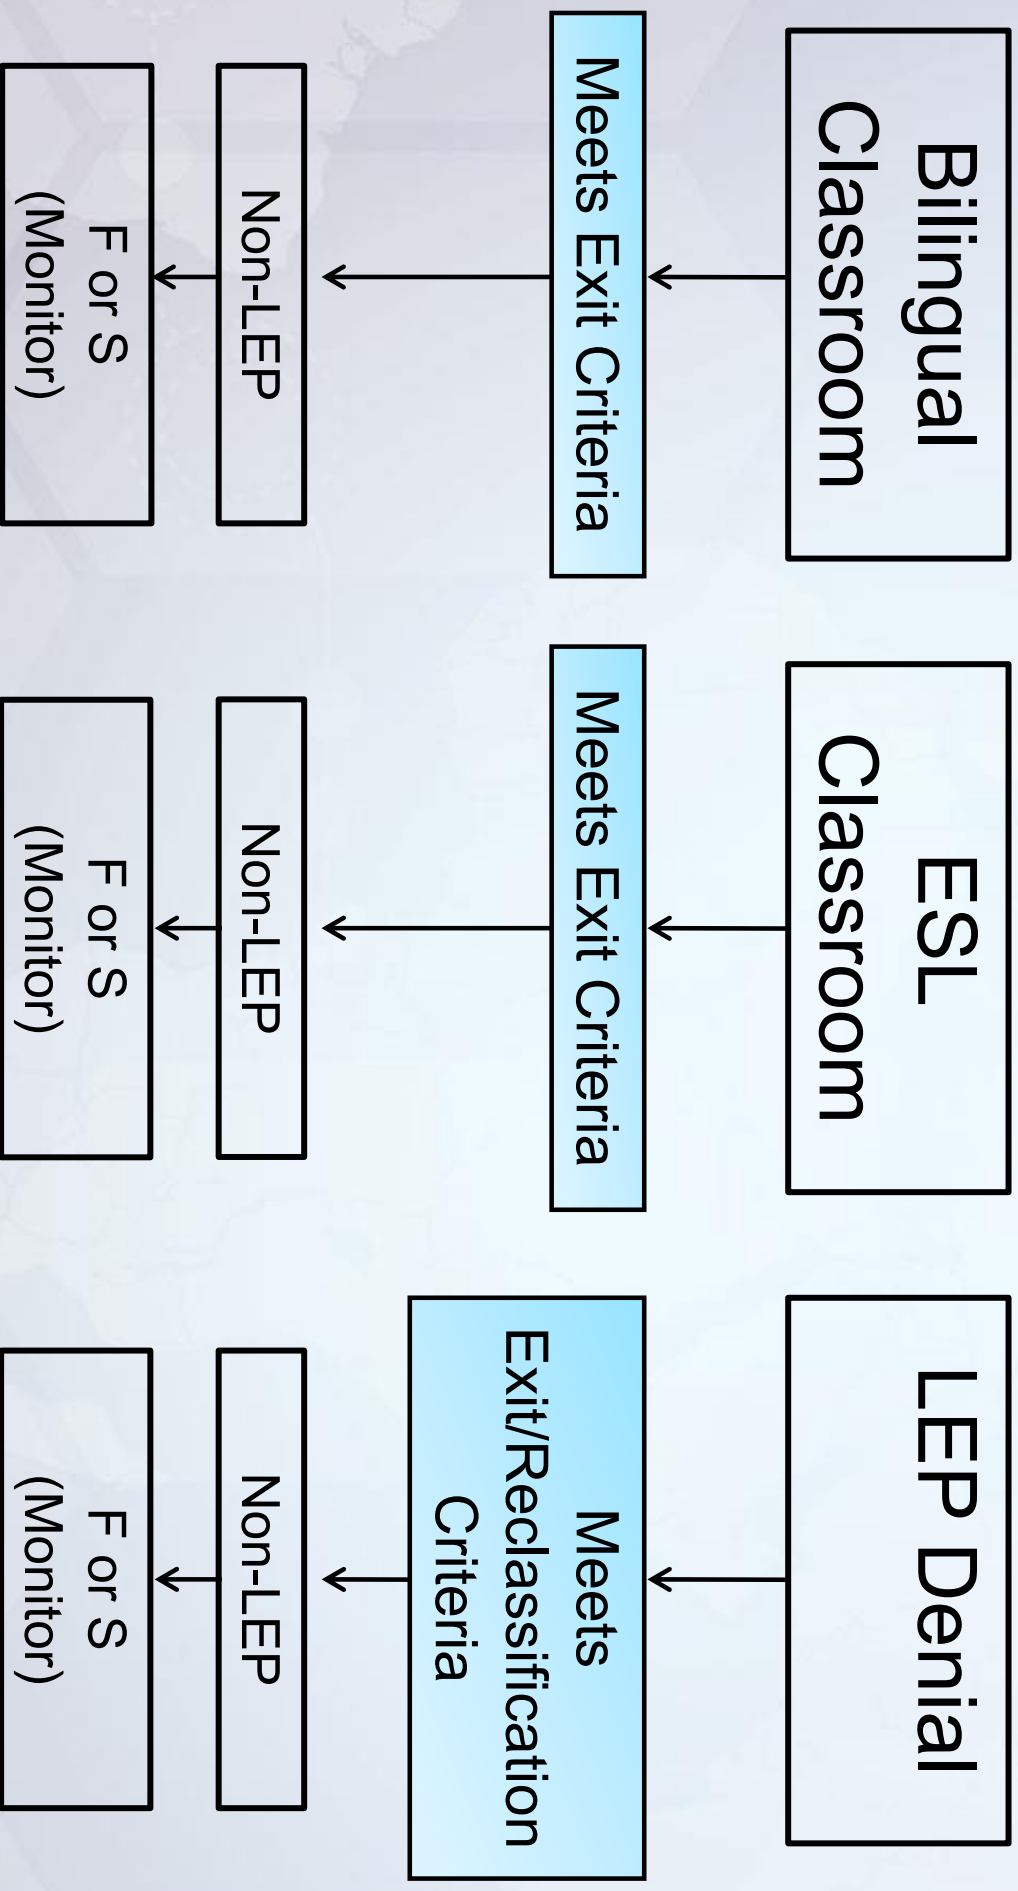 Bilingual
Classroom
Meets Exit Criteria
Non-LEP
F or S
(Monitor)
ESL
Classroom
Meets Exit Criteria
Non-LEP
F or S
(Monitor)
LEP Denial
Meets
Exit/Reclassification
Criteria
Non-LEP
F or S
(Monitor)